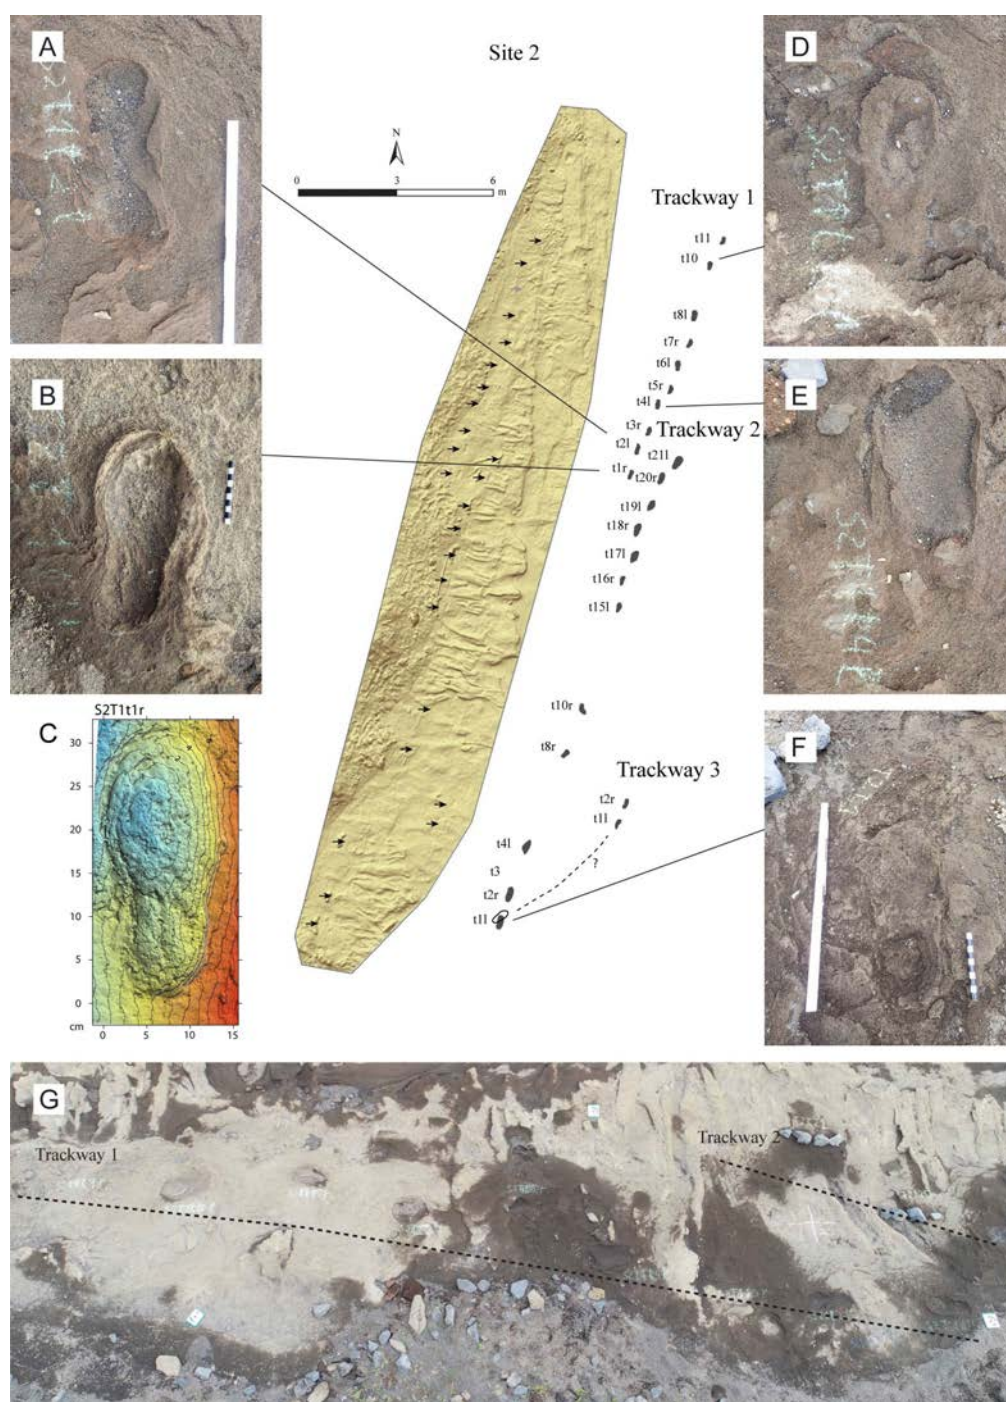 A
Site 2
D
N
0 3 6
m
Trackway 1
t11
t10
t8l
t7r
t6l
t5r
t4l
t3r
t2l
Trackway 2
t21l
t1r
t20r
t19l
t18r
t17l
t16r
t15l
B
E
C
S2T1t1r
30
25
20
15
10
5
0
cm
0 5 10 15
t10r
t8r
Trackway 3
t2r
t1l
?
t4l
t3
t2r
t1l
F
G
Trackway 1
Trackway 2